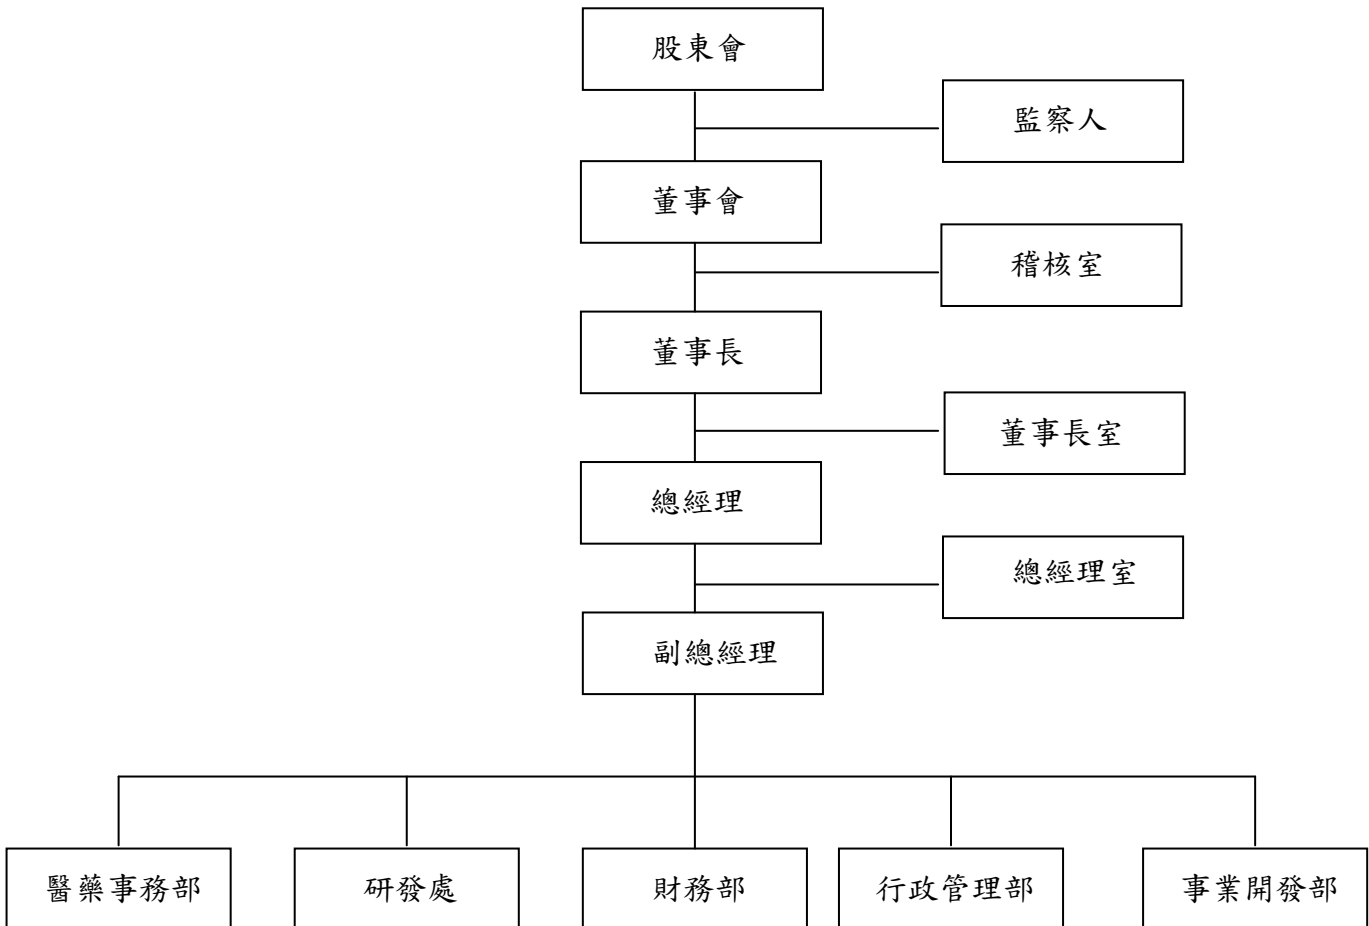 股東會
監察人
董事會
稽核室
董事長
董事長室
總經理
總經理室
副總經理
醫藥事務部
研發處
財務部
行政管理部
事業開發部